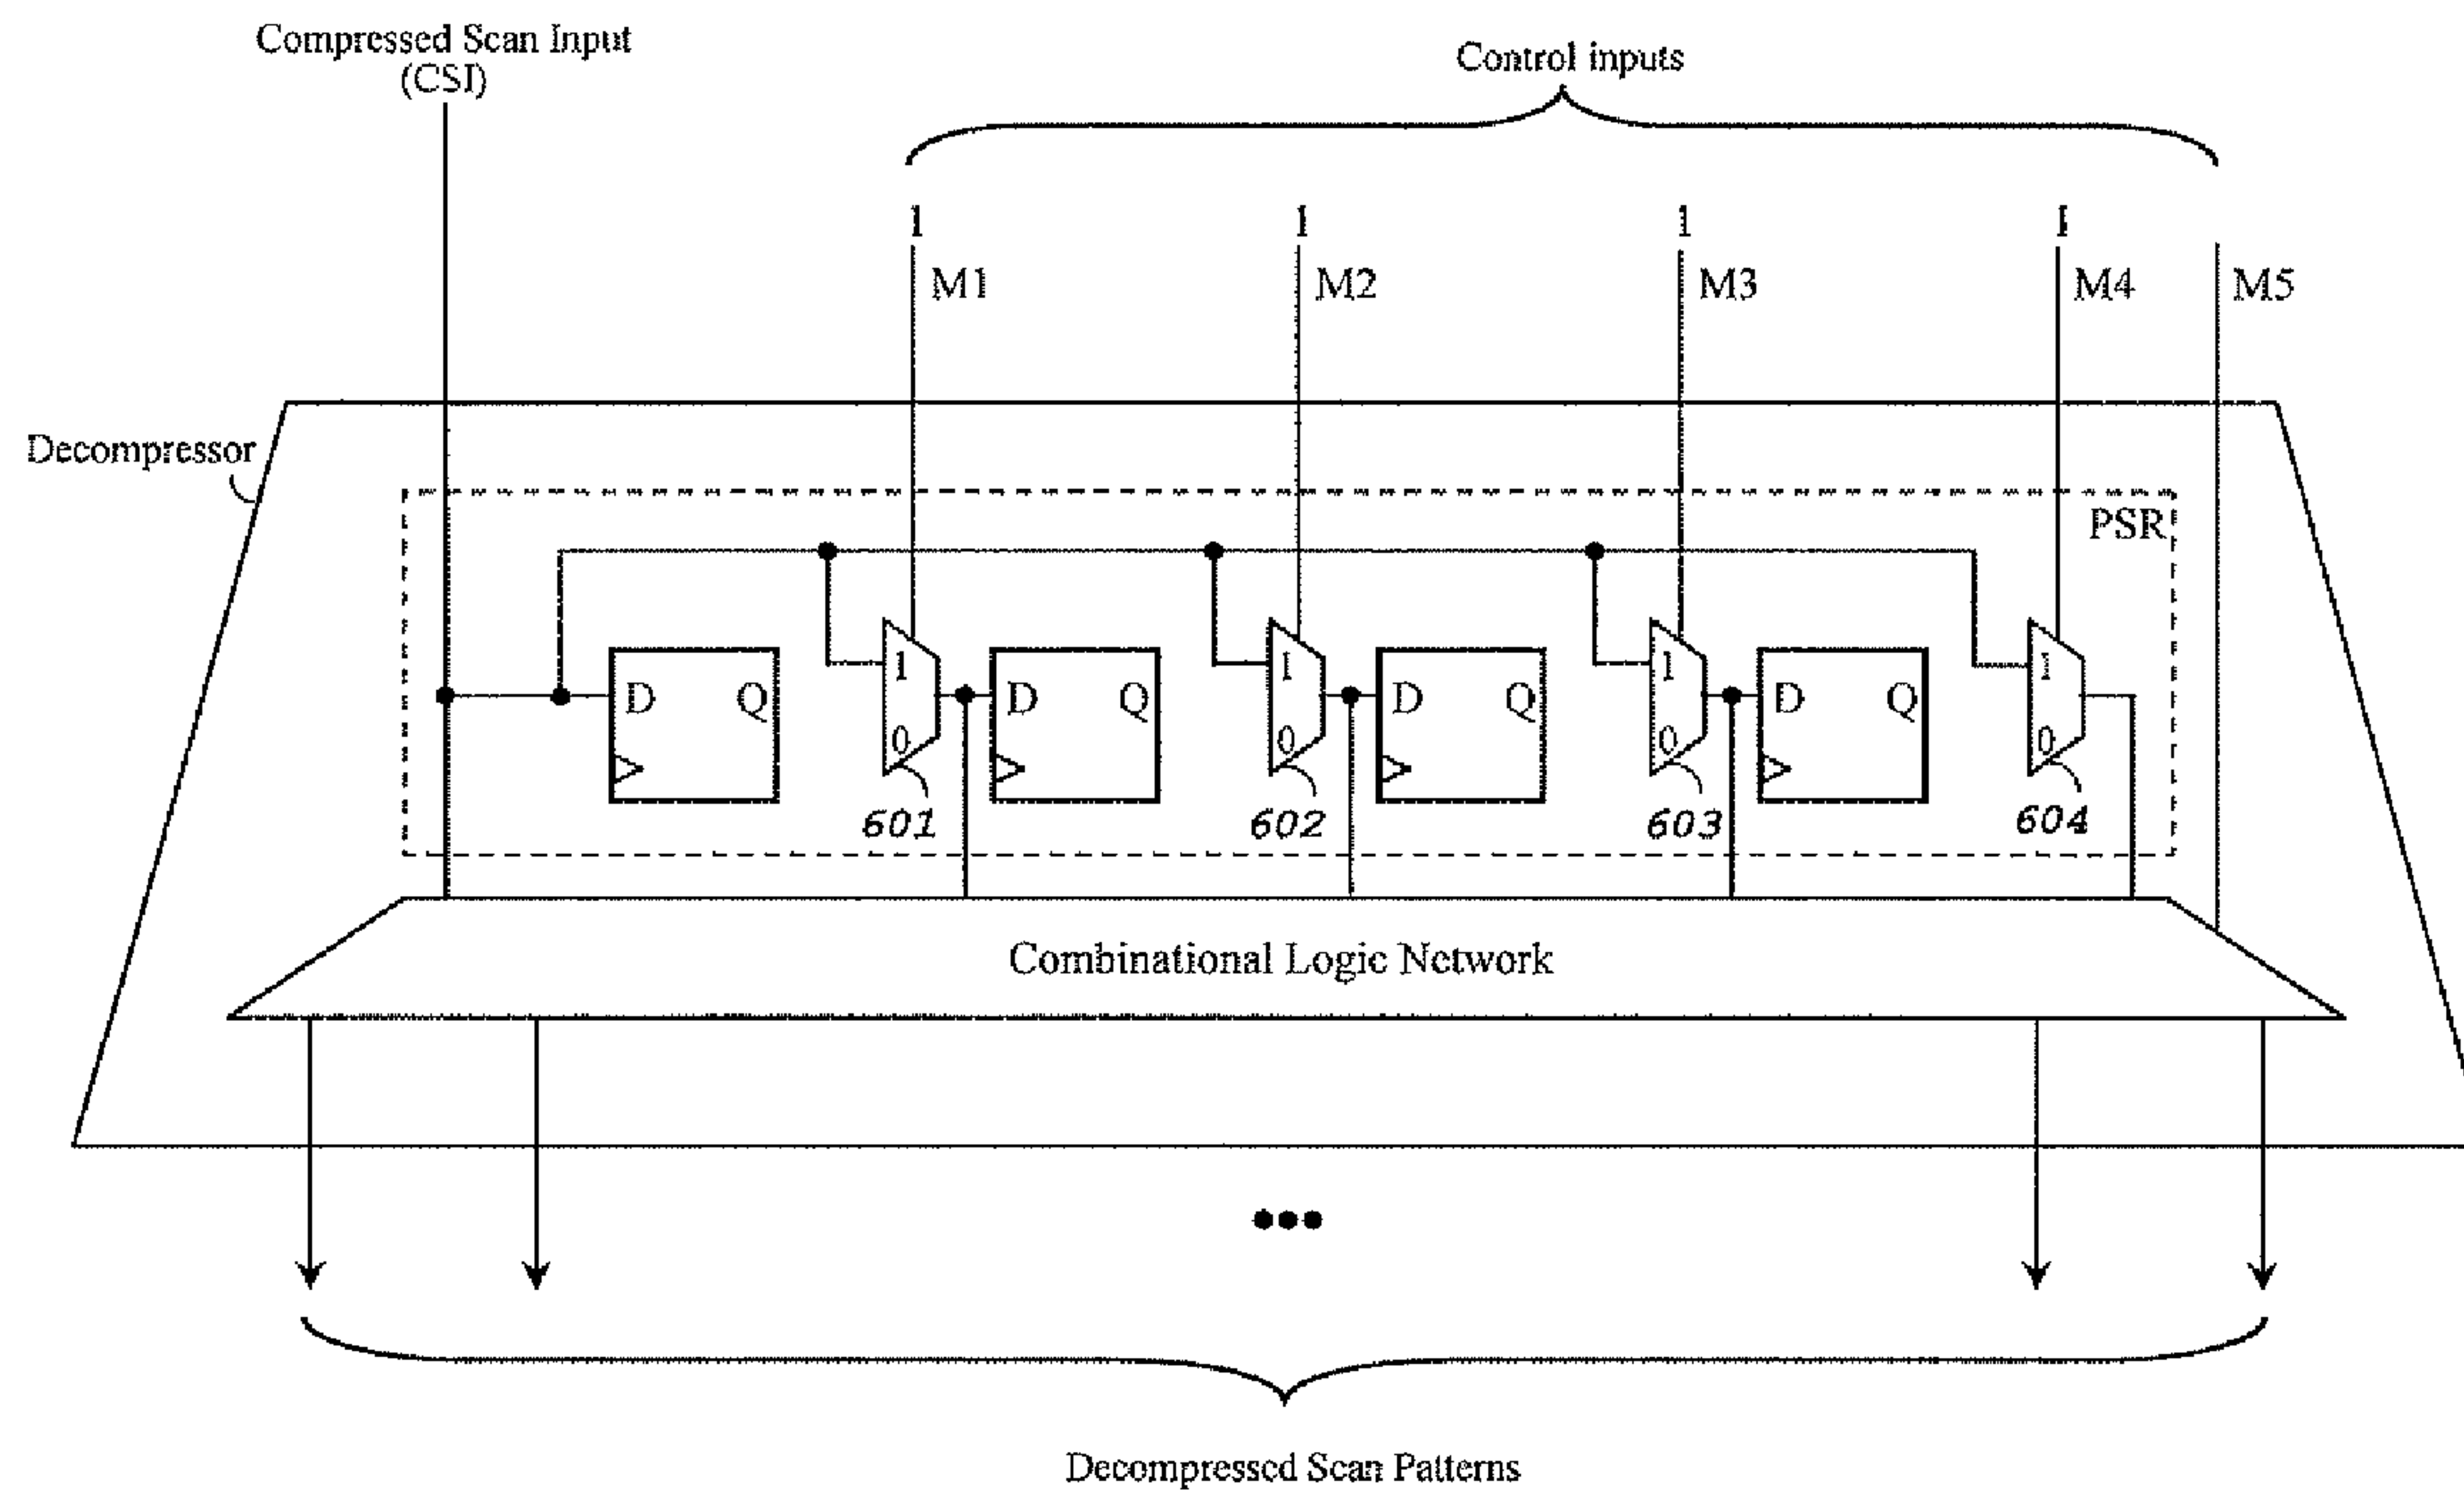 Compressed Scan Input
(CSI)
Control inputs
1
1
1
1
M1
M2
M3
M4
M5
Decompressor
PSR
1
1
1
1
D Q
D Q
D Q
D Q
0
0
0
0
601
602
603
604
Combinational Logic Network
Decompressed Scan Patterns